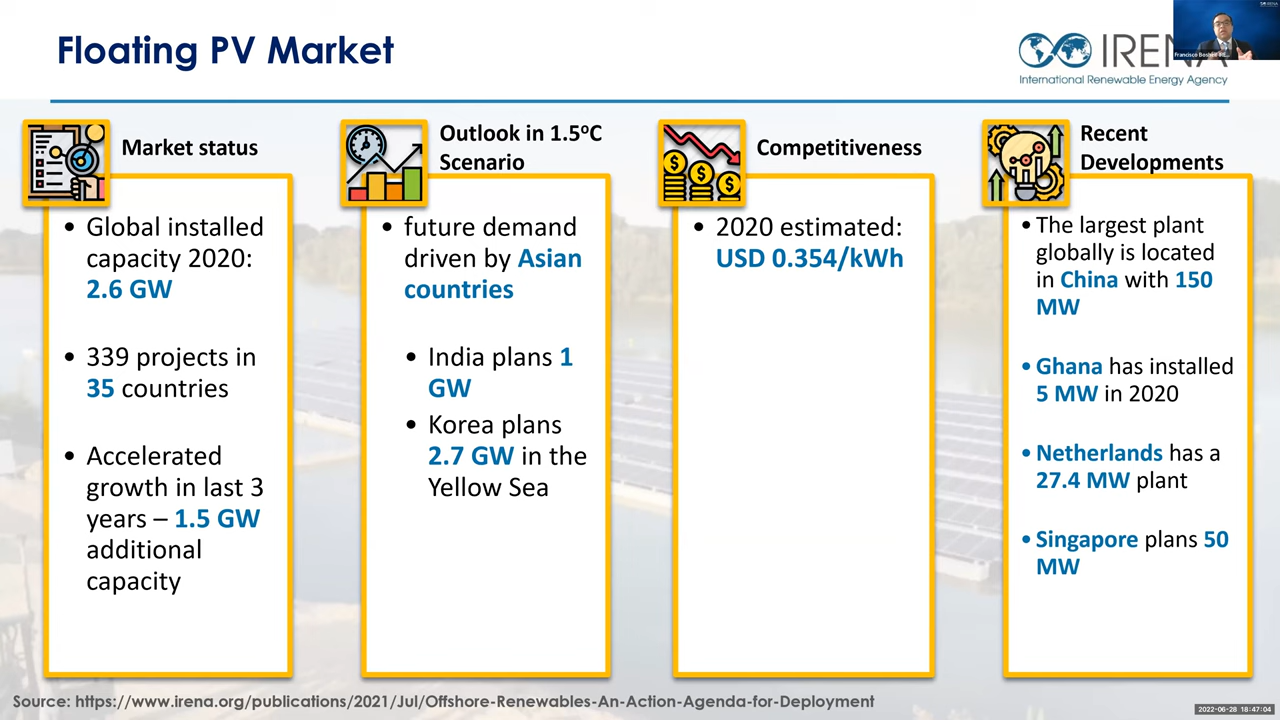 Floating PV Market
IRENA
International Renewable Energy Agency
Market status
• Global installed
capacity 2020:
2.6 GW
• 339 projects in
35 countries
• Accelerated
growth in last 3
years – 1.5 GW
additional
capacity
Outlook in 1.5°C
Scenario
• future demand
driven by Asian
countries
• India plans 1
GW
• Korea plans
2.7 GW in the
Yellow Sea
Competitiveness
• 2020 estimated:
USD 0.354/kWh
Recent
Developments
• The largest plant
globally is located
in China with 150
MW
• Ghana has installed
5 MW in 2020
• Netherlands has a
27.4 MW plant
• Singapore plans 50
MW
Source: https://www.irena.org/publications/2021/Jul/Offshore-Renewables-An-Action-Agenda-for-Deployment
2022-06-28 18:47:04